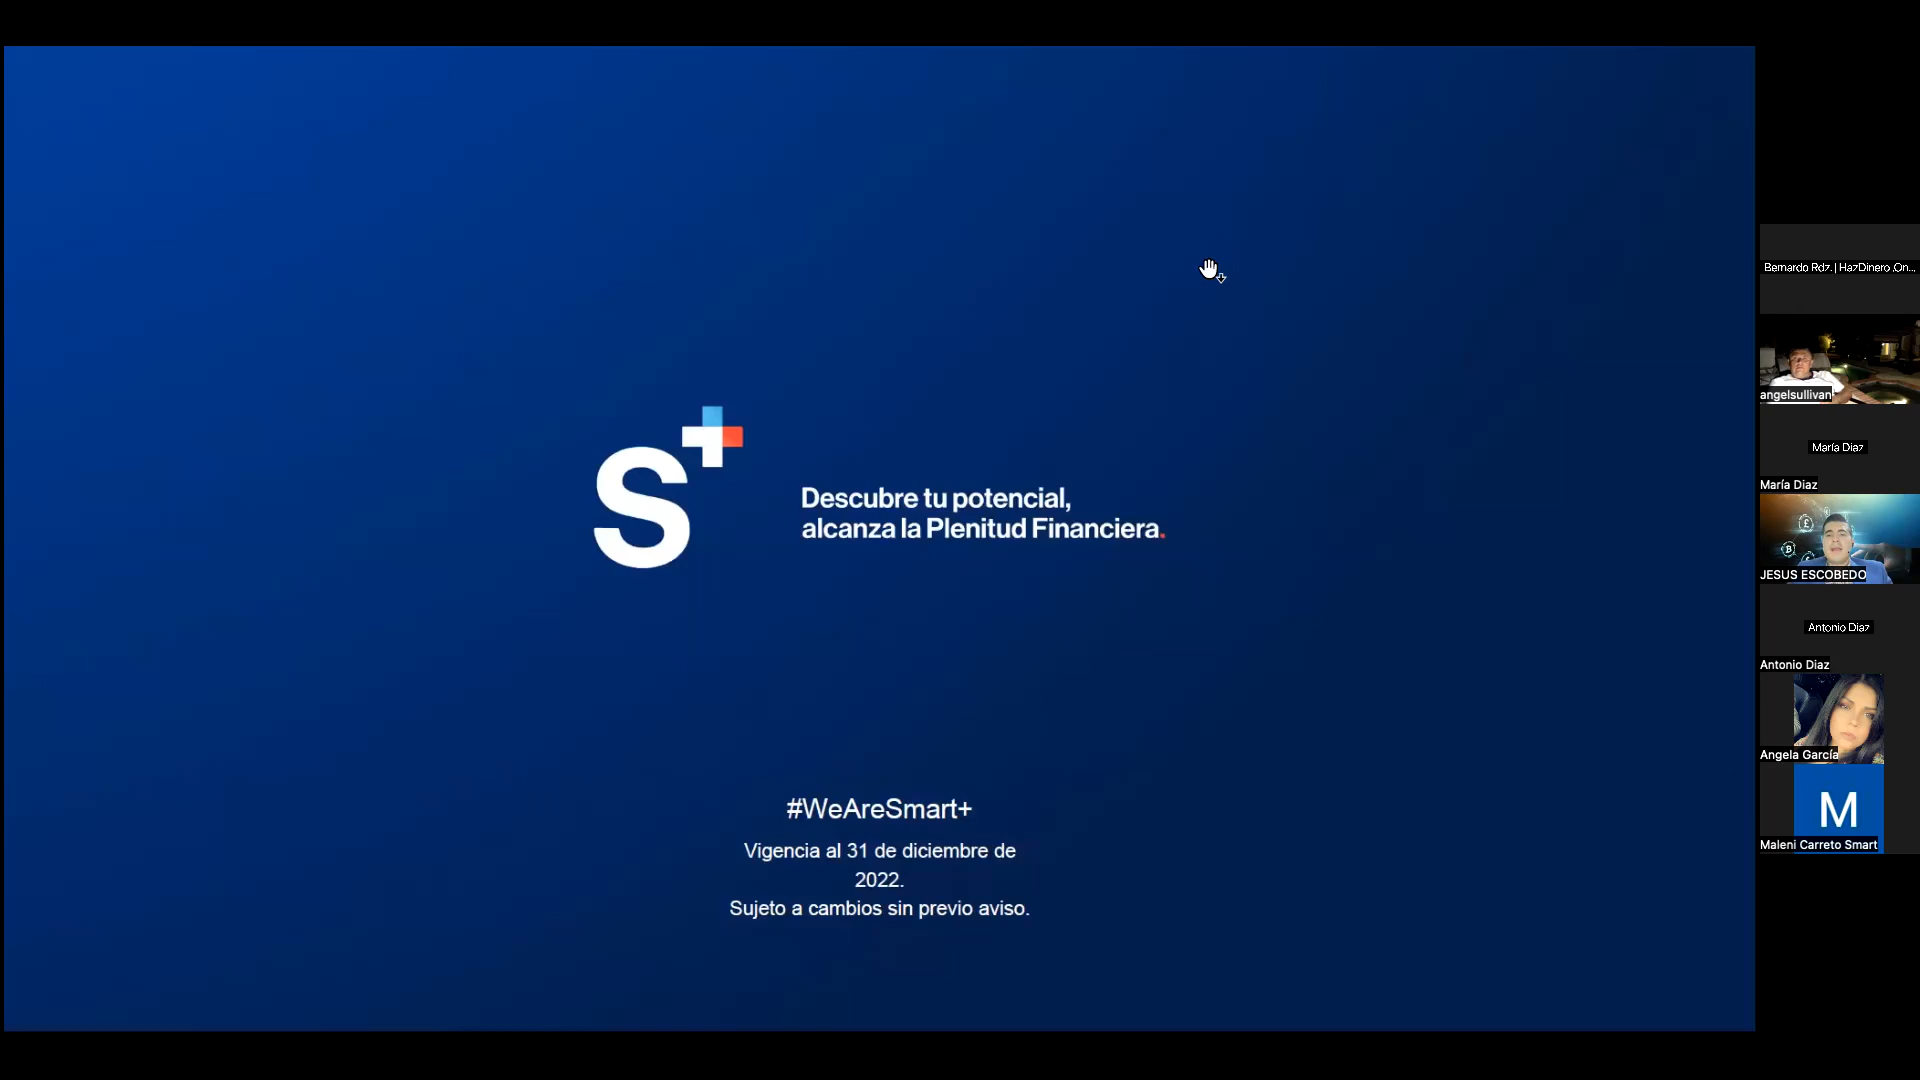 S+
Descubre tu potencial,
alcanza la Plenitud Financiera.
#WeAreSmart+
Vigencia al 31 de diciembre de
2022.
Sujeto a cambios sin previo aviso.
Bernardo Rdz. | HazDinero .On...
angelsullivan
María Diaz
María Diaz
JESUS ESCOBEDO
Antonio Diaz
Antonio Diaz
Angela García
M
Maleni Carreto Smart